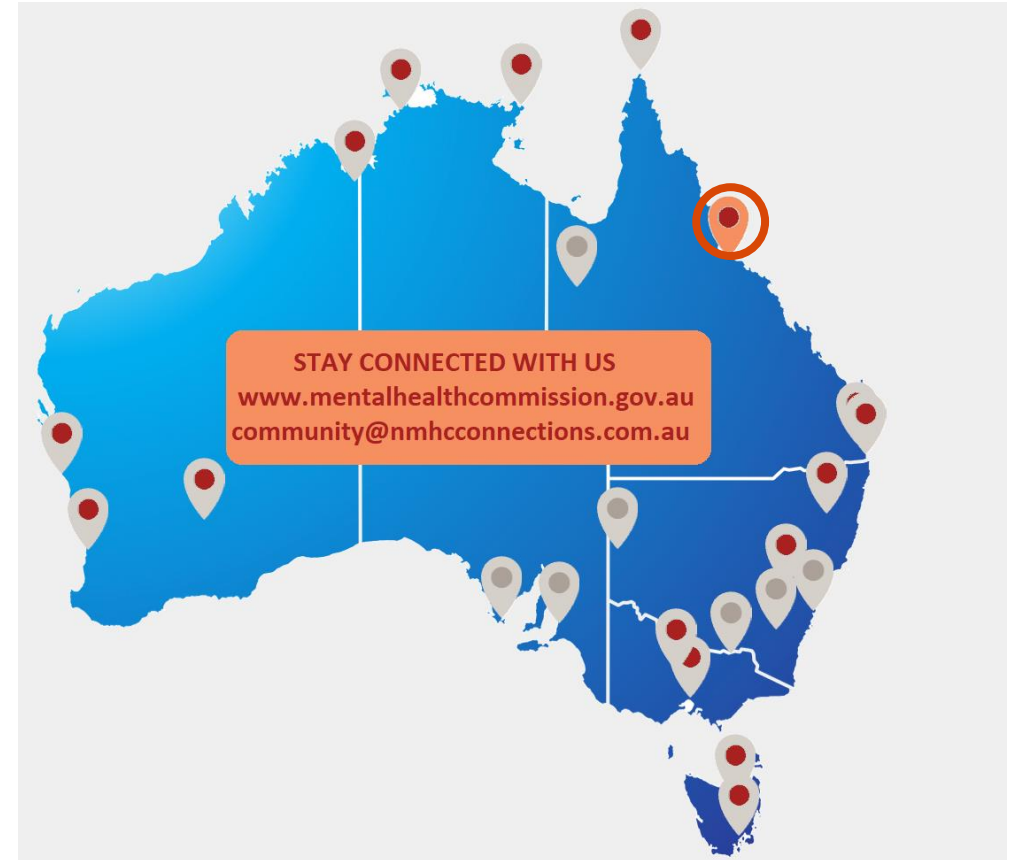 STAY CONNECTED WITH US
www.mentalhealthcommission.gov.au
community@nmhcconnections.com.au